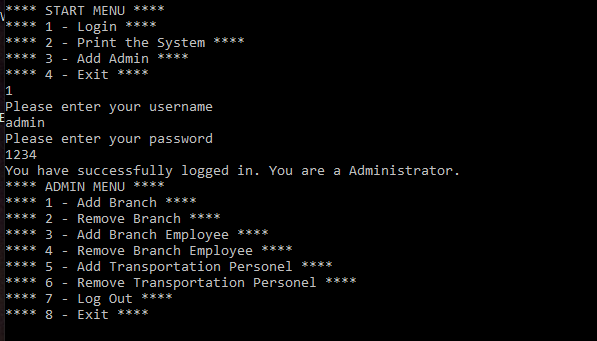 **** START MENU ****
**** 1 - Login ****
**** 2 - Print the System ****
**** 3 - Add Admin ****
**** 4 - Exit ****
1
Please enter your username
admin
Please enter your password
1234
You have successfully logged in. You are a Administrator.
**** ADMIN MENU ****
**** 1 - Add Branch ****
**** 2 - Remove Branch ****
**** 3 - Add Branch Employee ****
**** 4 - Remove Branch Employee ****
**** 5 - Add Transportation Personel ****
**** 6 - Remove Transportation Personel ****
**** 7 - Log Out ****
**** 8 - Exit ****